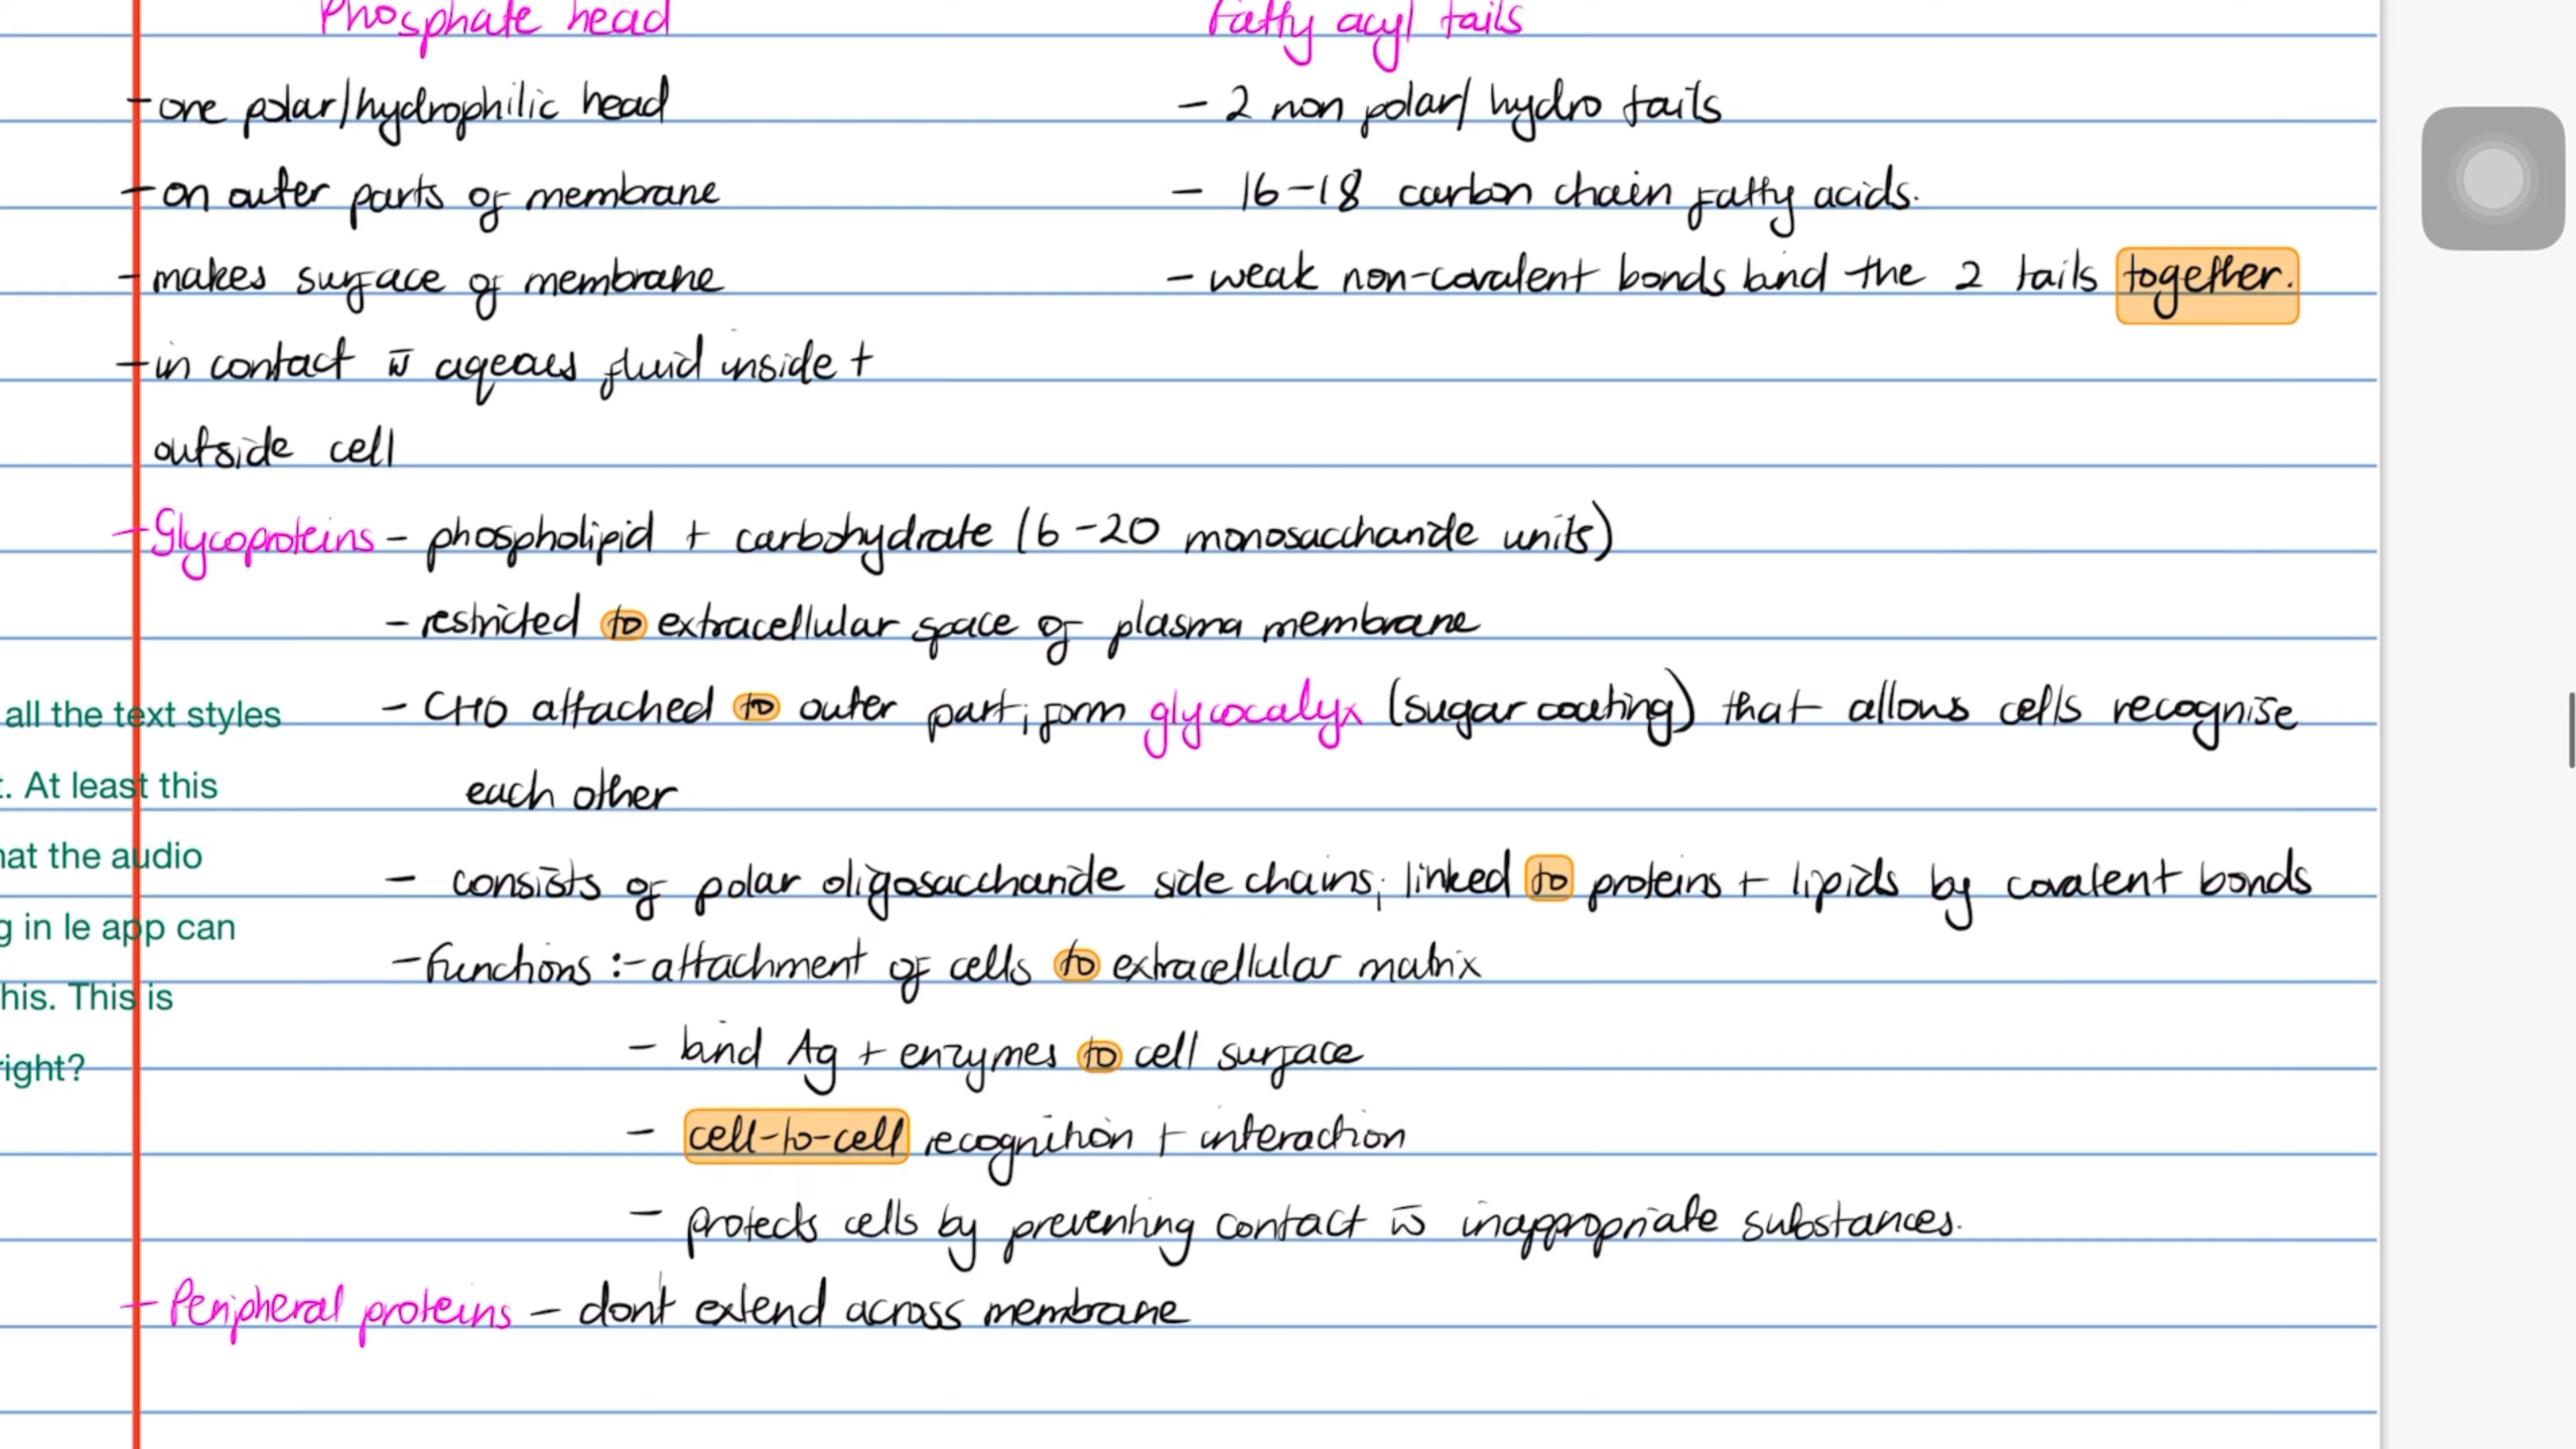 Phosphate head
Fatty acyl tails
- one polar/hydrophilic head
- 2 non polar/ hydro tails
- on outer parts of membrane
- 16-18 carbon chain fatty acids.
- makes surface of membrane
- weak non-covalent bonds bind the 2 tails together.
- in contact w̄ aqeous fluid inside +
outside cell
- Glycoproteins - phospholipid + carbohydrate (6-20 monosaccharide units)
- restricted to extracellular space of plasma membrane
- CHO attached to outer part, form glycocalyx (sugar coating) that allows cells recognise
each other
all the text styles
. At least this
hat the audio
g in le app can
his. This is
right?
- consists of polar oligosaccharide side chains, linked to proteins + lipids by covalent bonds
- Functions :- attachment of cells to extracellular matrix
- bind Ag + enzymes to cell surface
- cell-to-cell recognition + interaction
- protects cells by preventing contact w̄ inappropriate substances.
- Peripheral proteins - dont extend across membrane